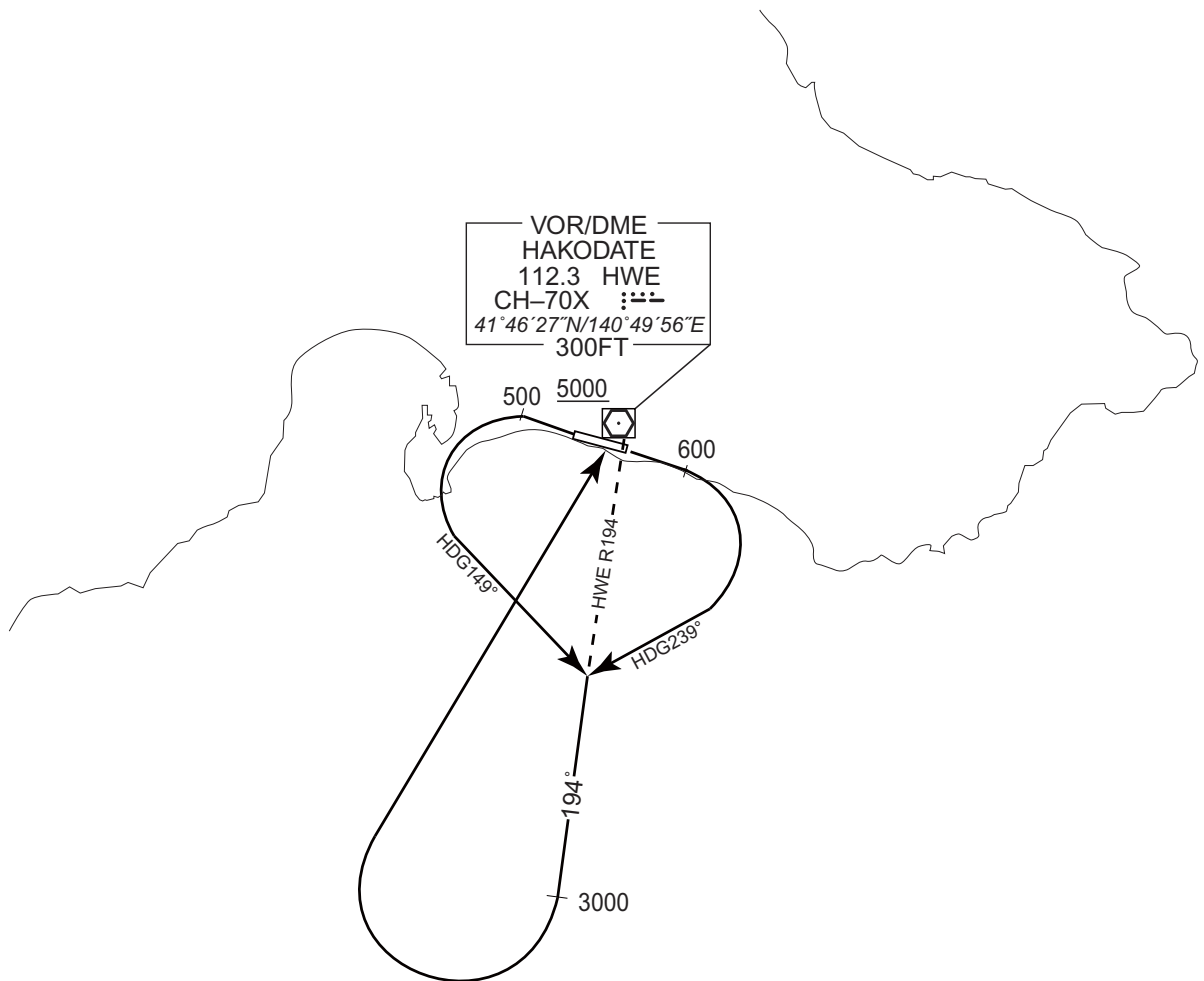 VOR/DME
HAKODATE
112.3 HWE
CH–70X
41°46´27˝N/140°49´56˝E
300FT
500
5000
600
HWE R194
HDG149°
HDG239°
194°
3000